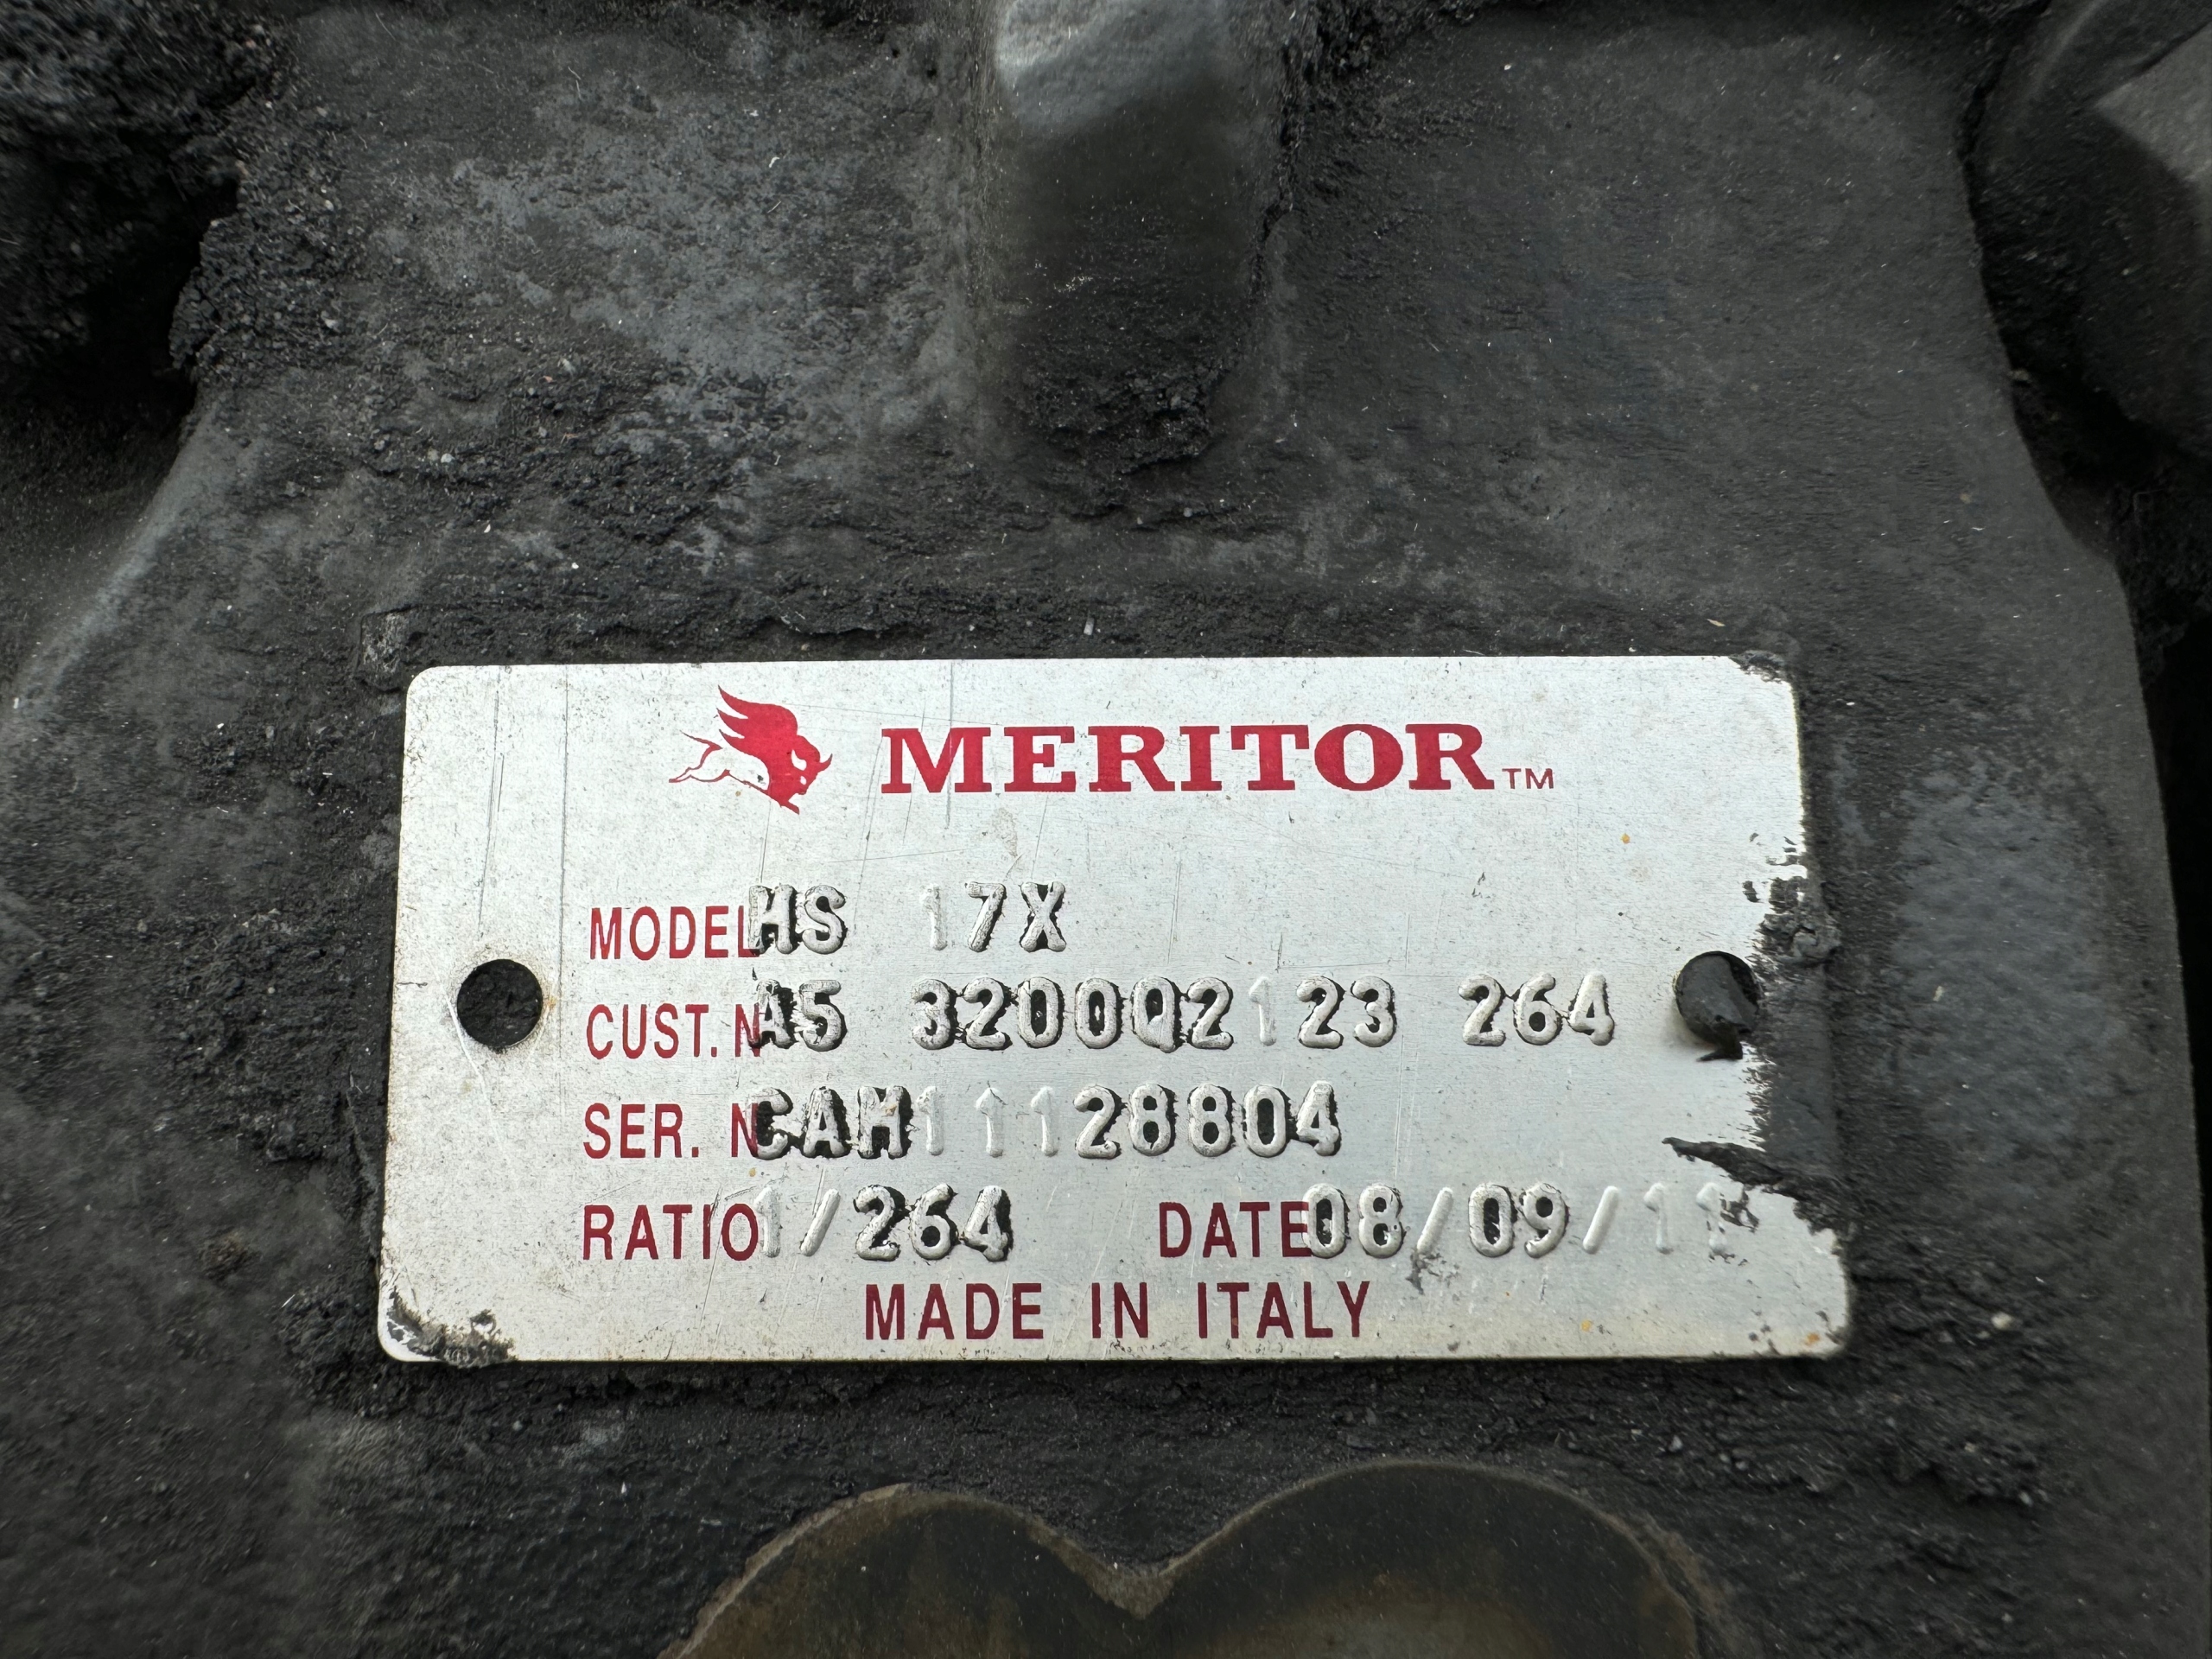 MERITOR™
MODEL HS 17X
CUST. N A5 3200Q2123 264
SER. N CAM11128804
RATIO 1/264 DATE 08/09/11
MADE IN ITALY